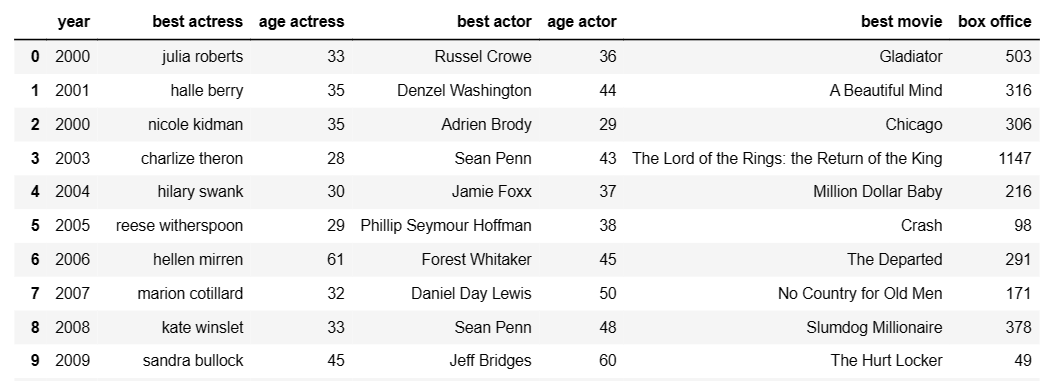 year best actress age actress best actor age actor best movie box office
0 2000 julia roberts 33 Russel Crowe 36 Gladiator 503
1 2001 halle berry 35 Denzel Washington 44 A Beautiful Mind 316
2 2000 nicole kidman 35 Adrien Brody 29 Chicago 306
3 2003 charlize theron 28 Sean Penn 43 The Lord of the Rings: the Return of the King 1147
4 2004 hilary swank 30 Jamie Foxx 37 Million Dollar Baby 216
5 2005 reese witherspoon 29 Phillip Seymour Hoffman 38 Crash 98
6 2006 hellen mirren 61 Forest Whitaker 45 The Departed 291
7 2007 marion cotillard 32 Daniel Day Lewis 50 No Country for Old Men 171
8 2008 kate winslet 33 Sean Penn 48 Slumdog Millionaire 378
9 2009 sandra bullock 45 Jeff Bridges 60 The Hurt Locker 49